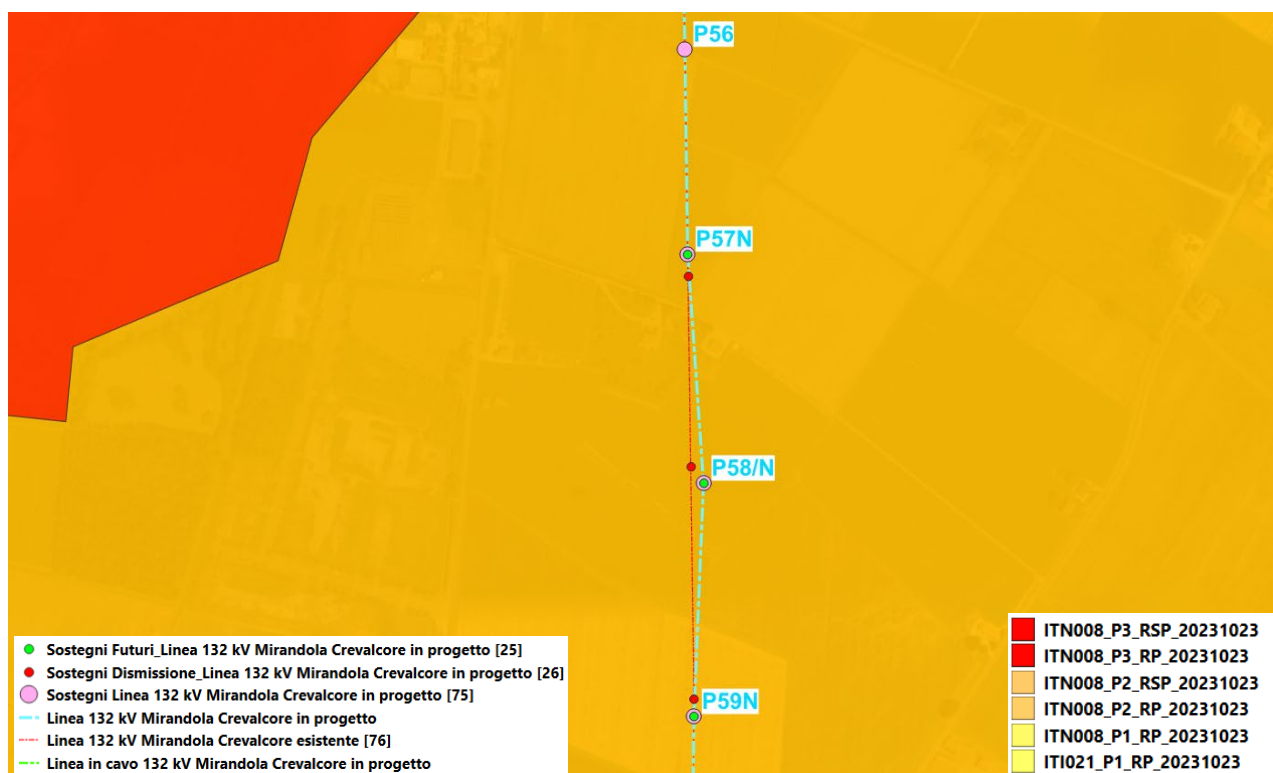 P56
P57N
P58/N
P59N
Sostegni Futuri_Linea 132 kV Mirandola Crevalcore in progetto [25]
Sostegni Dismissione_Linea 132 kV Mirandola Crevalcore in progetto [26]
Sostegni Linea 132 kV Mirandola Crevalcore in progetto [75]
Linea 132 kV Mirandola Crevalcore in progetto
Linea 132 kV Mirandola Crevalcore esistente [76]
Linea in cavo 132 kV Mirandola Crevalcore in progetto
ITN008_P3_RSP_20231023
ITN008_P3_RP_20231023
ITN008_P2_RSP_20231023
ITN008_P2_RP_20231023
ITN008_P1_RP_20231023
ITI021_P1_RP_20231023